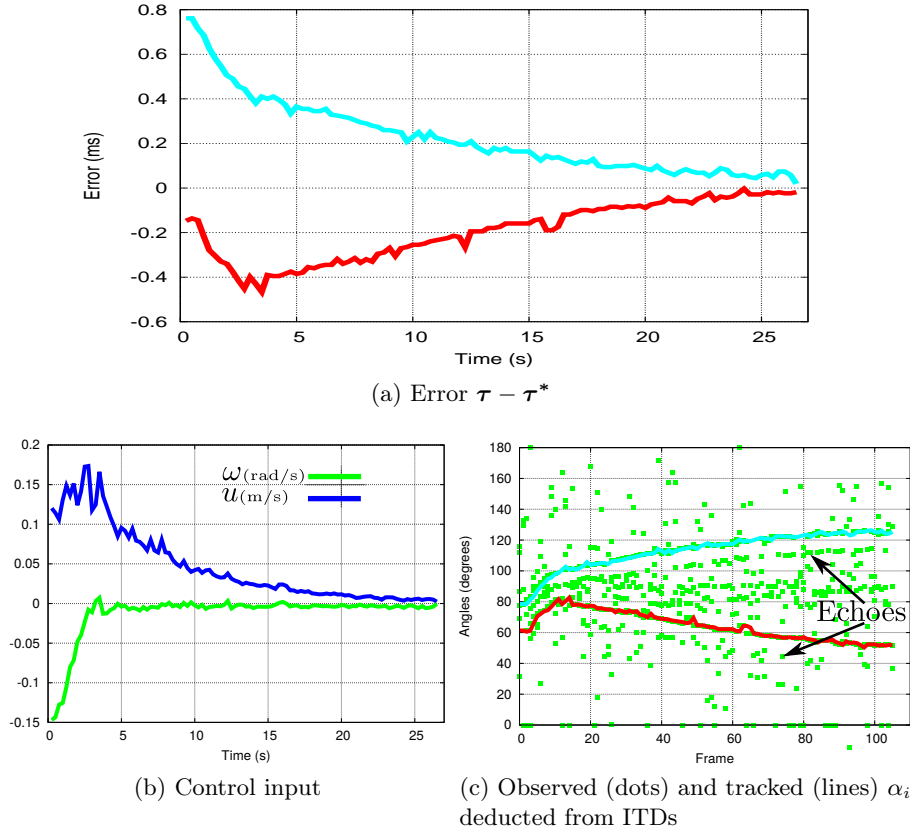 0.8
0.6
0.4
0.2
0
-0.2
-0.4
-0.6
Error (ms)
0 5 10 15 20 25
Time (s)
(a) Error τ − τ*
0.2
0.15
0.1
0.05
0
-0.05
-0.1
-0.15
ω(rad/s)
u(m/s)
0 5 10 15 20 25
Time (s)
(b) Control input
180
160
140
120
100
80
60
40
20
0
Angles (degrees)
Echoes
0 20 40 60 80 100
Frame
(c) Observed (dots) and tracked (lines) αi
deducted from ITDs